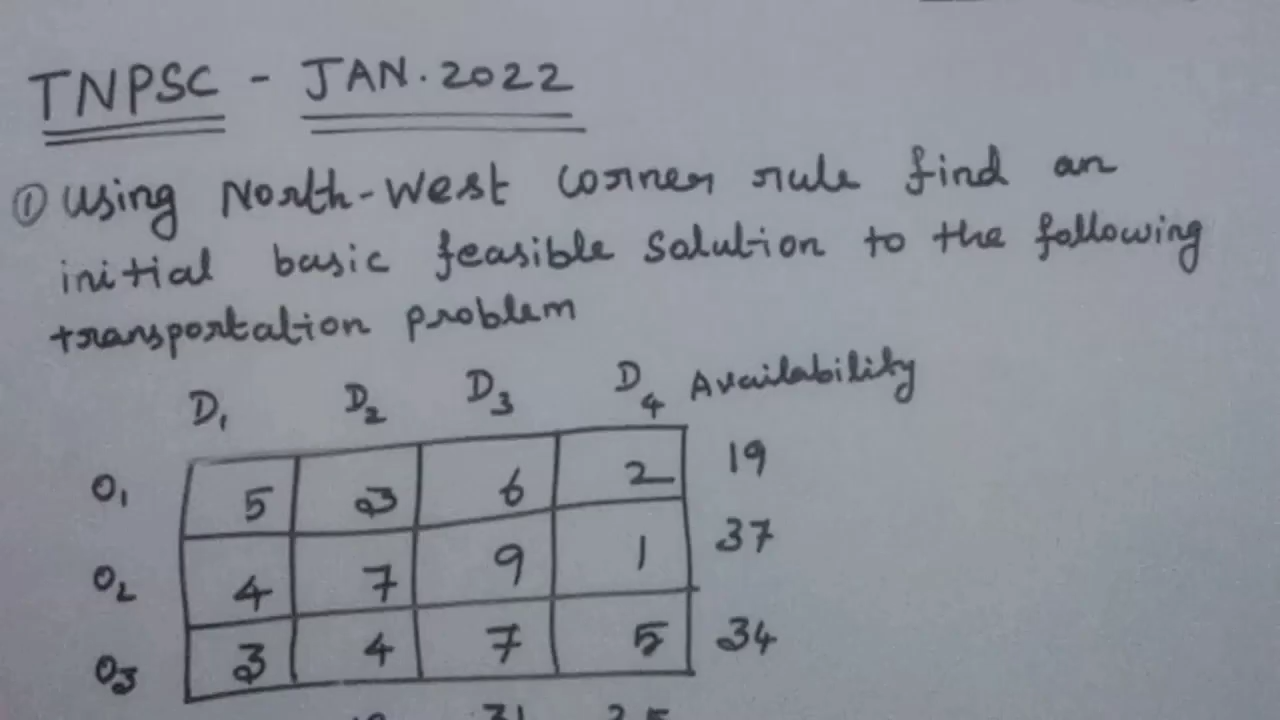 TNPSC - JAN.2022
① Using North-West corner rule find an
initial basic feasible solution to the following
transportation problem
D₁ D₂ D₃ D₄ Availability
O₁ 5 3 6 2 19
O₂ 4 7 9 1 37
O₃ 3 4 7 5 34
31